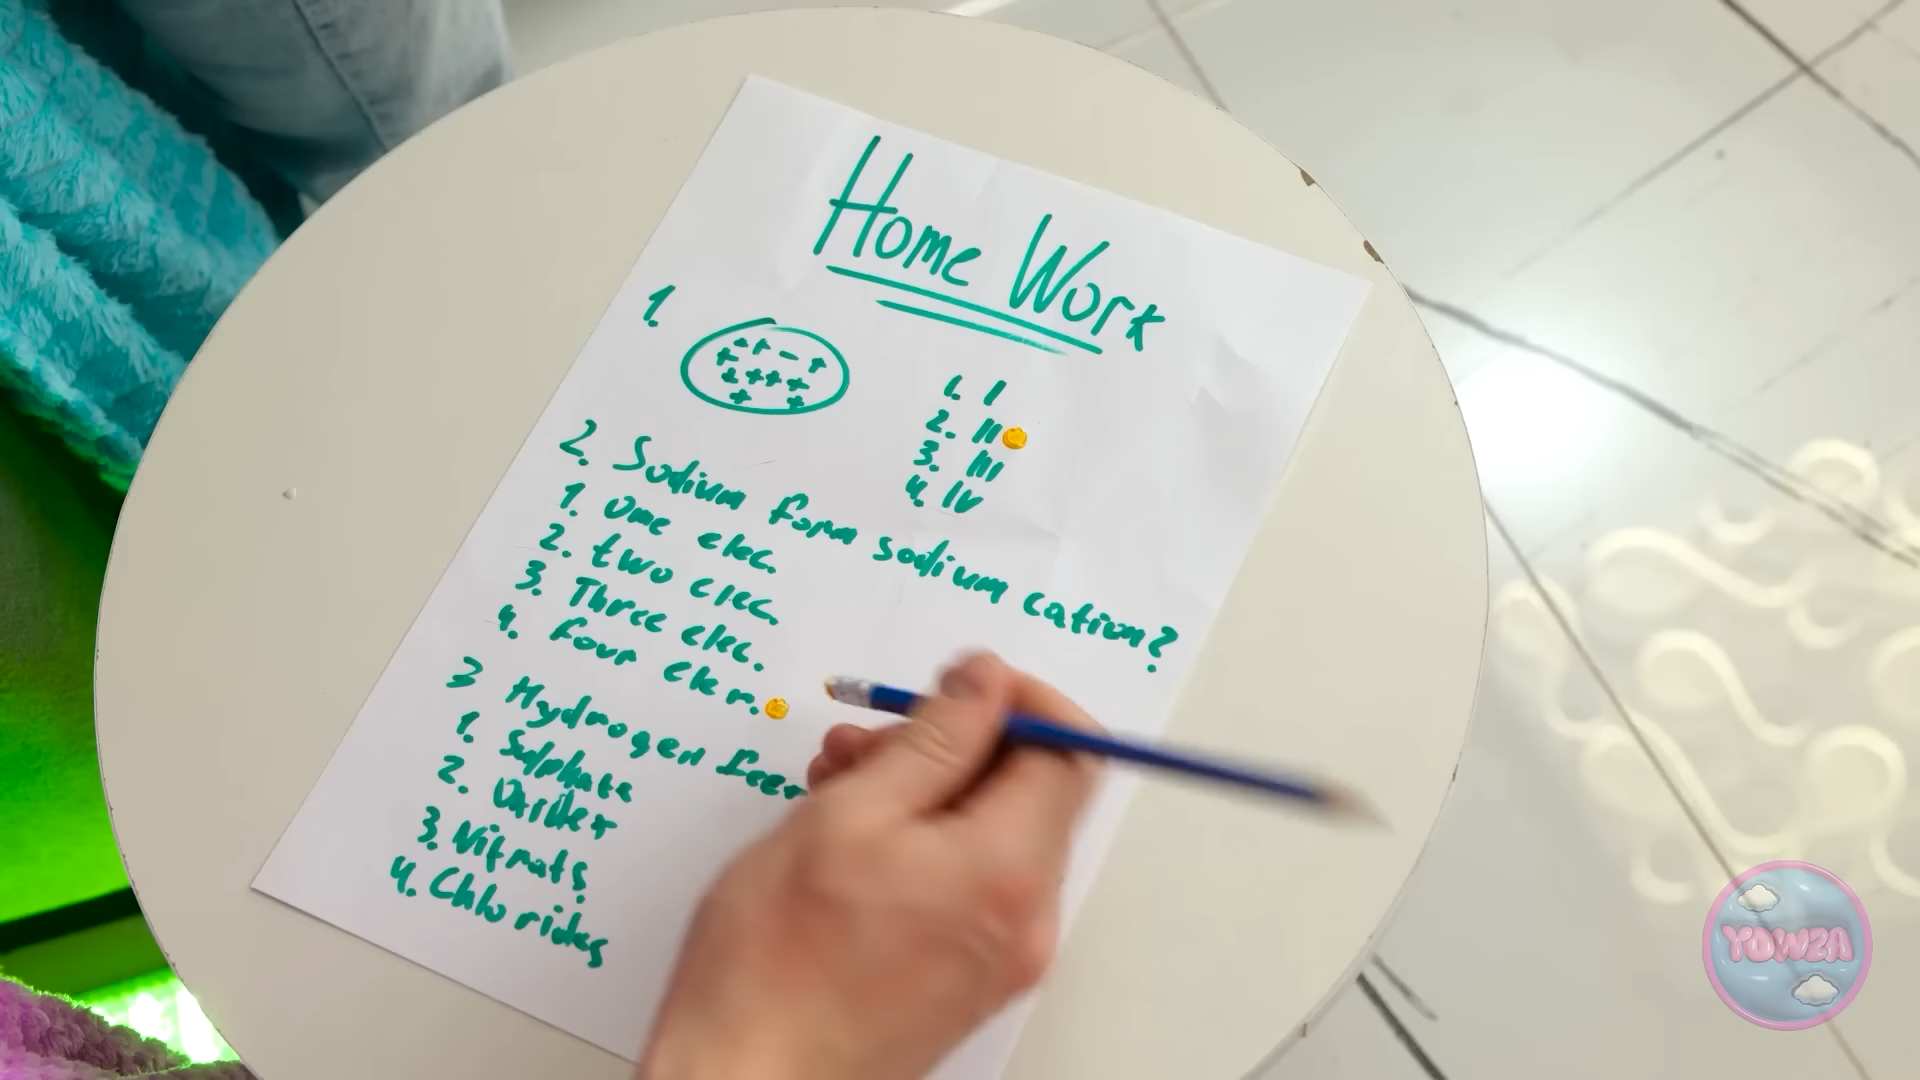 Home Work
1.
1. I
2. II
3. III
4. IV
2. Sodium form sodium cation?
1. One elec.
2. two elec.
3. Three elec.
4. four
3 Hydrogen
1. Sulphate
2.
3. Nitrats
4. Chlorides
YOWZA